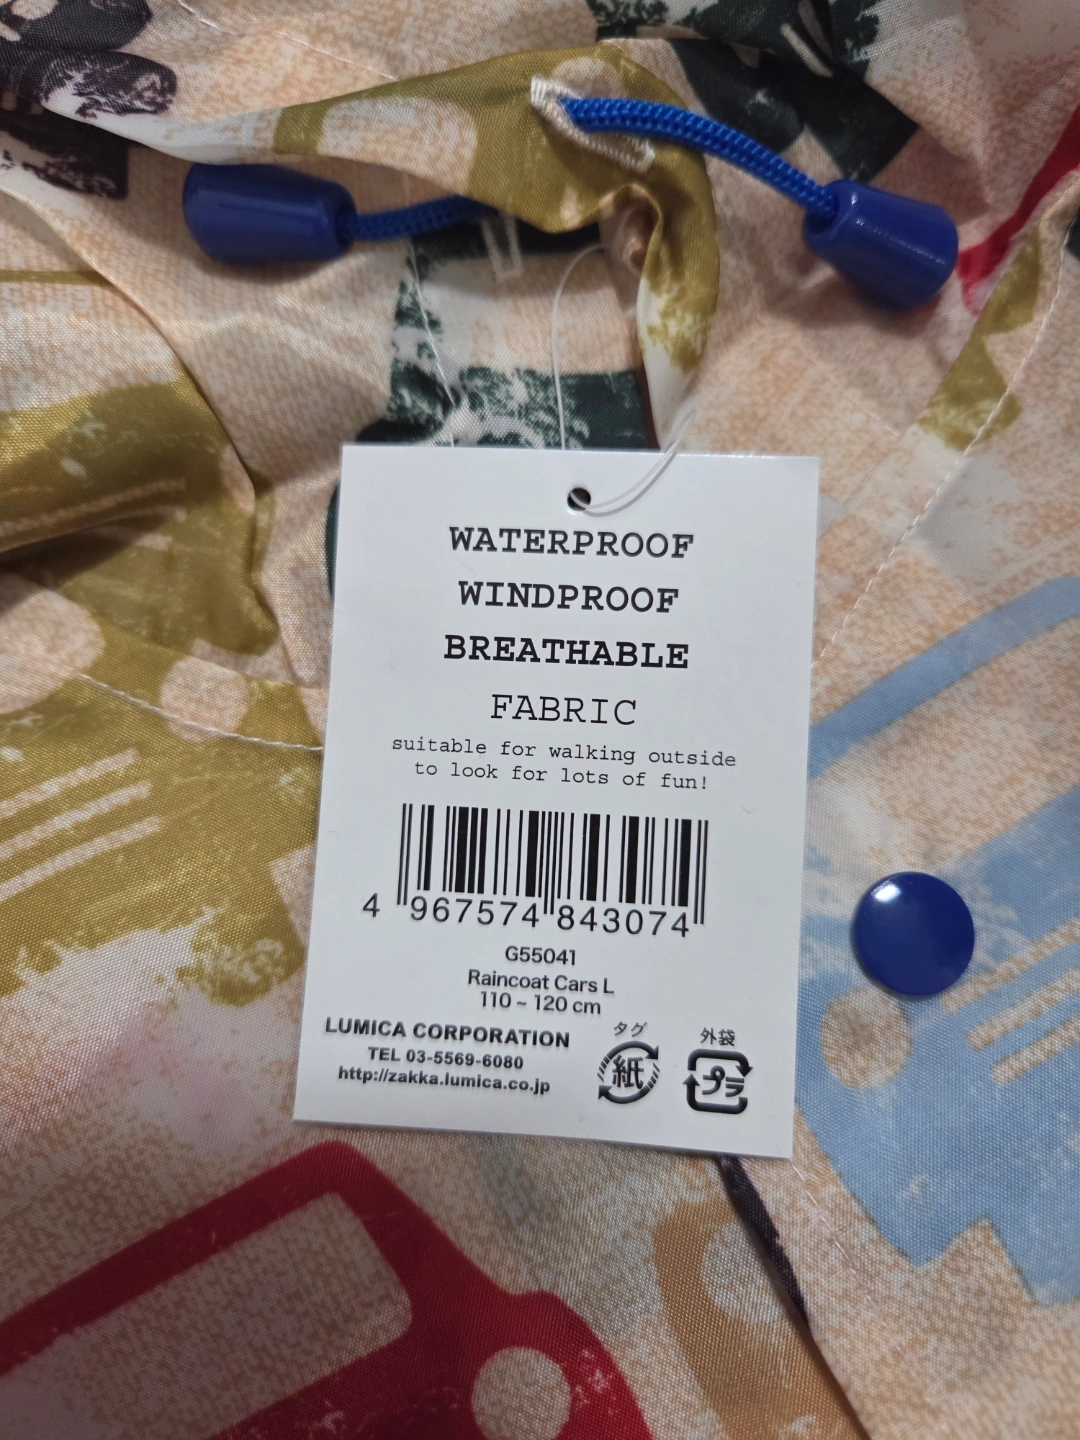 WATERPROOF
WINDPROOF
BREATHABLE
FABRIC
suitable for walking outside
to look for lots of fun!
4 967574 843074
G55041
Raincoat Cars L
110 ~ 120 cm
LUMICA CORPORATION
TEL 03-5569-6080
http://zakka.lumica.co.jp
タグ
紙
外袋
プラ